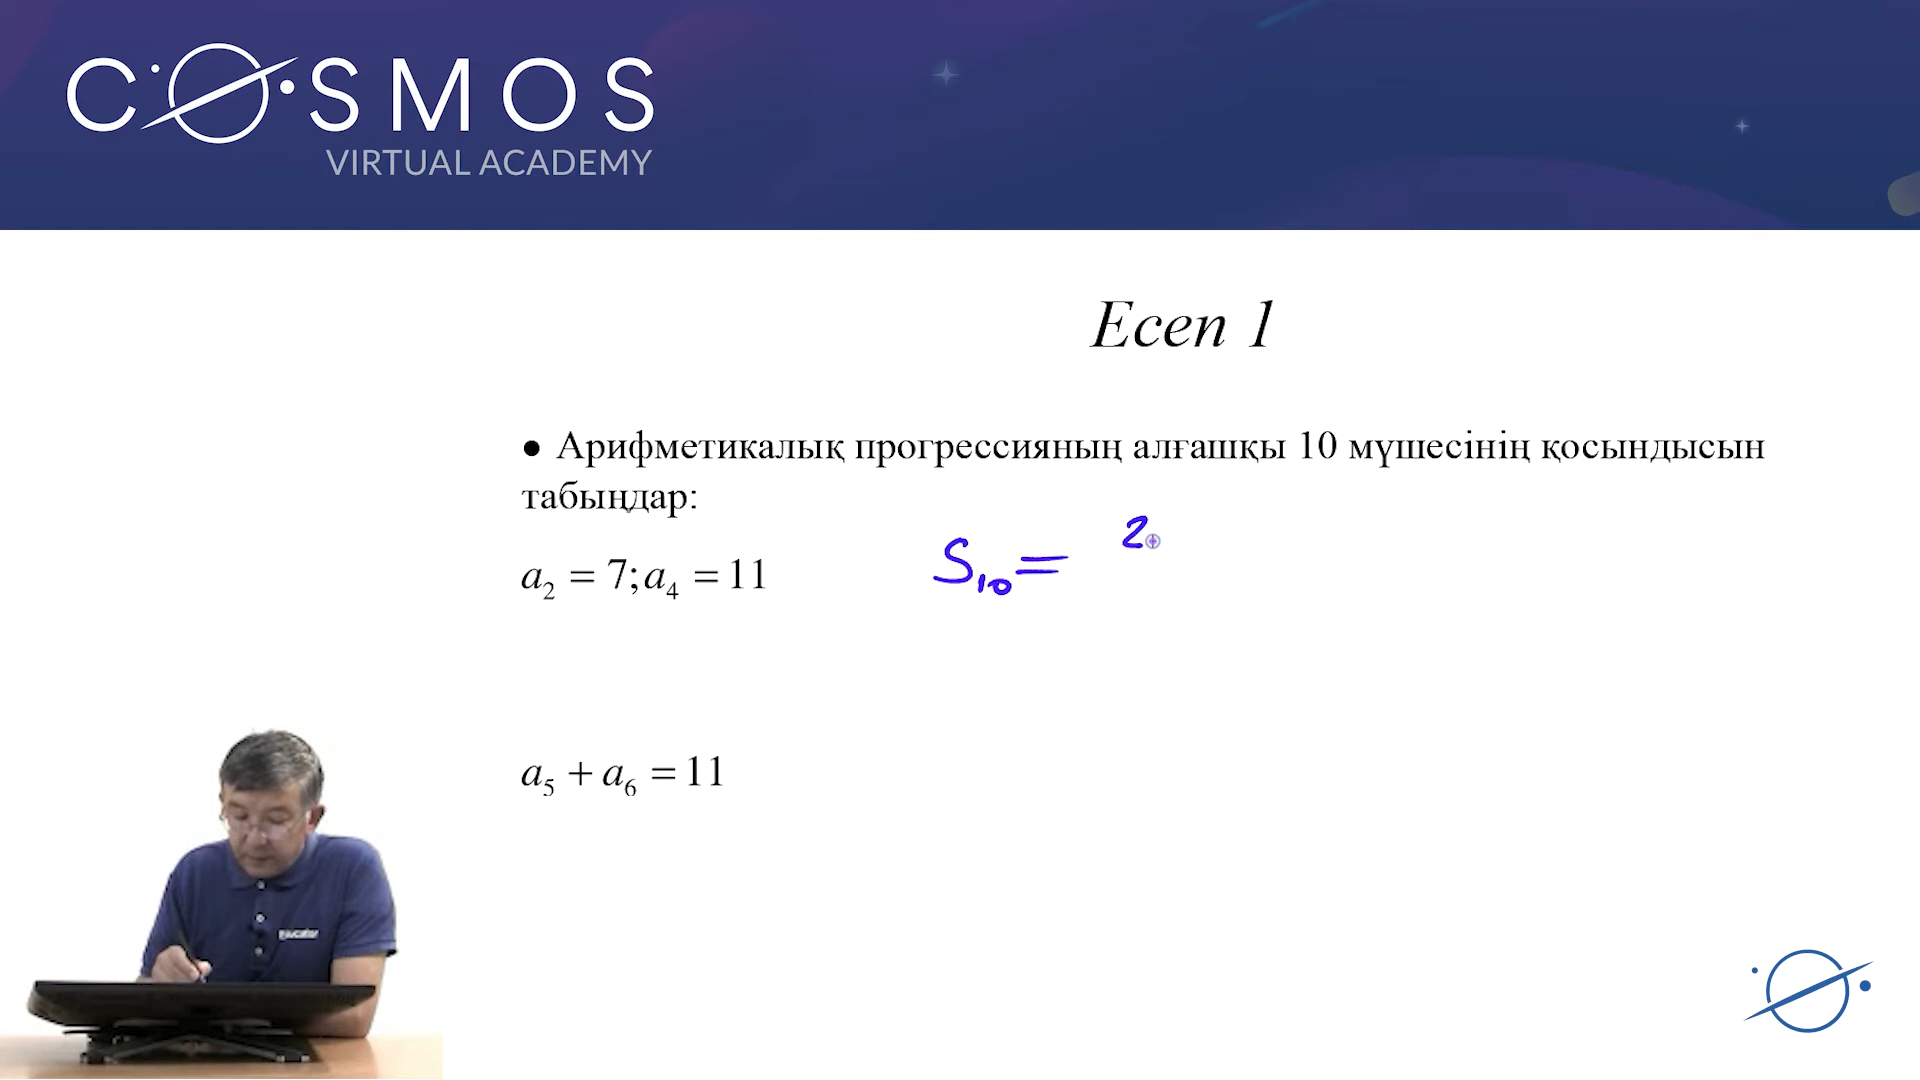 COSMOS
VIRTUAL ACADEMY
Есеп 1
• Арифметикалық прогрессияның алғашқы 10 мүшесінің қосындысын
табыңдар:
a₂ = 7; a₄ = 11
S₁₀ = 2
a₅ + a₆ = 11